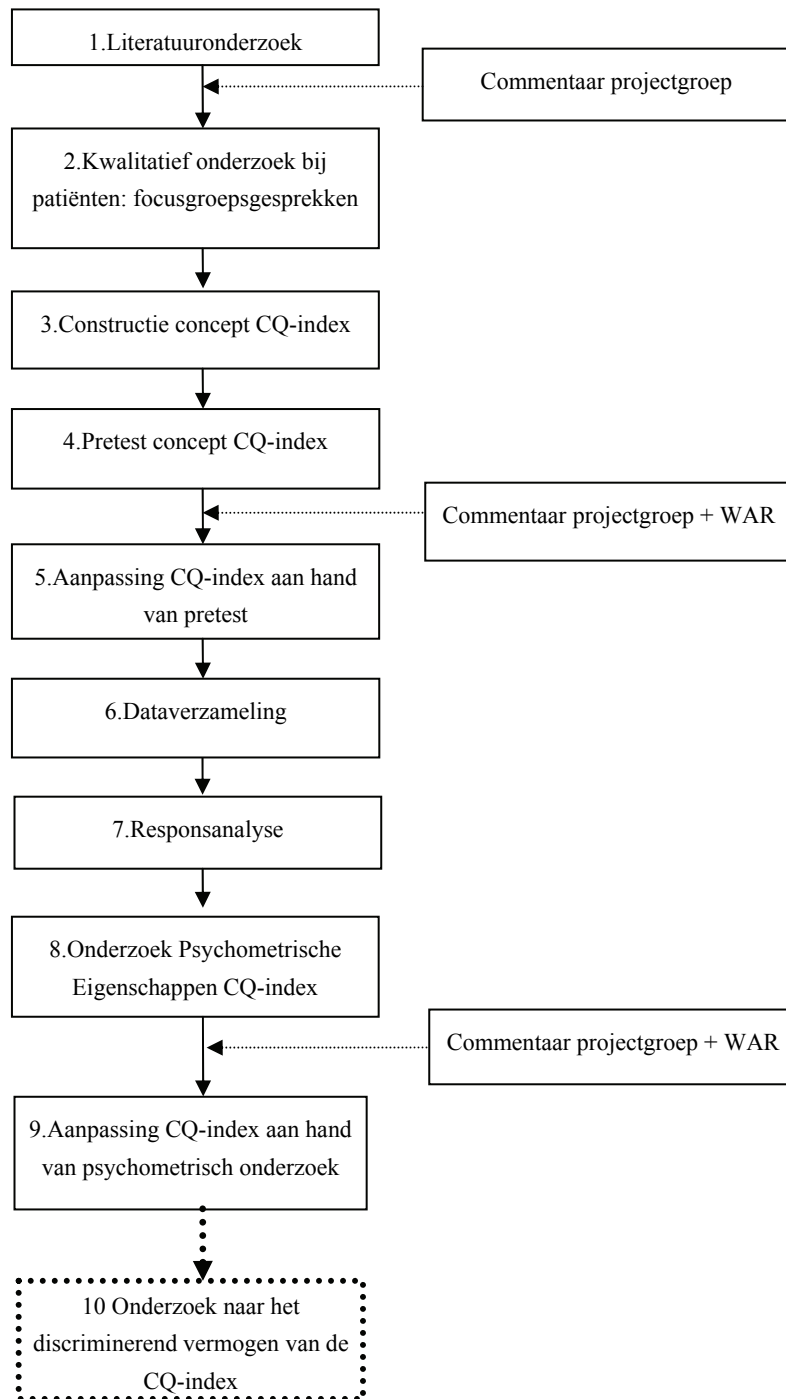 1.Literatuuronderzoek
Commentaar projectgroep
2.Kwalitatief onderzoek bij
patiënten: focusgroepsgesprekken
3.Constructie concept CQ-index
4.Pretest concept CQ-index
Commentaar projectgroep + WAR
5.Aanpassing CQ-index aan hand
van pretest
6.Dataverzameling
7.Responsanalyse
8.Onderzoek Psychometrische
Eigenschappen CQ-index
Commentaar projectgroep + WAR
9.Aanpassing CQ-index aan hand
van psychometrisch onderzoek
10 Onderzoek naar het
discriminerend vermogen van de
CQ-index